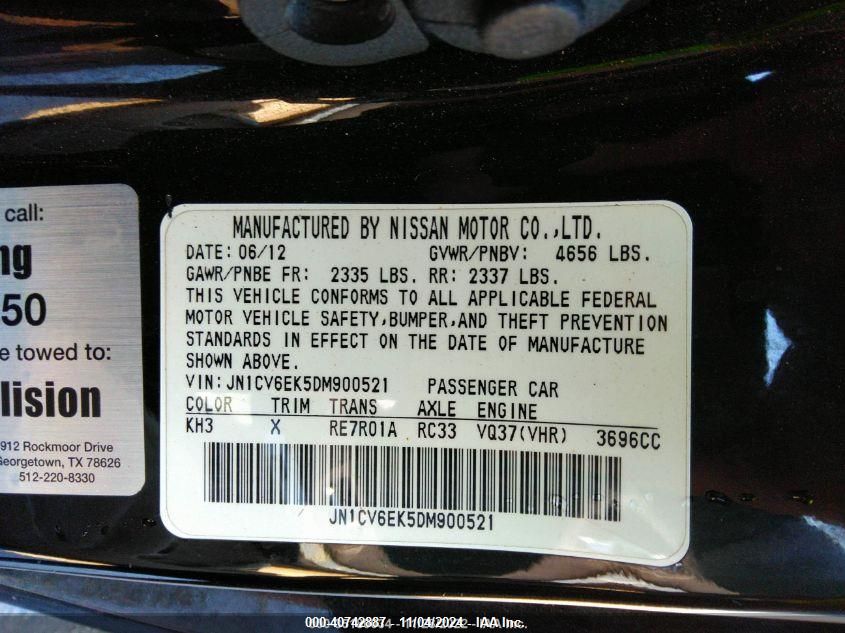 call:
ng
50
e towed to:
lision
912 Rockmoor Drive
Georgetown, TX 78626
512-220-8330
MANUFACTURED BY NISSAN MOTOR CO.,LTD.
DATE: 06/12 GVWR/PNBV: 4656 LBS.
GAWR/PNBE FR: 2335 LBS. RR: 2337 LBS.
THIS VEHICLE CONFORMS TO ALL APPLICABLE FEDERAL
MOTOR VEHICLE SAFETY,BUMPER,AND THEFT PREVENTION
STANDARDS IN EFFECT ON THE DATE OF MANUFACTURE
SHOWN ABOVE.
VIN:JN1CV6EK5DM900521 PASSENGER CAR
COLOR TRIM TRANS AXLE ENGINE
KH3 X RE7R01A RC33 VQ37(VHR) 3696CC
JN1CV6EK5DM900521
000-40742887 - 11/04/2024 - IAA Inc.